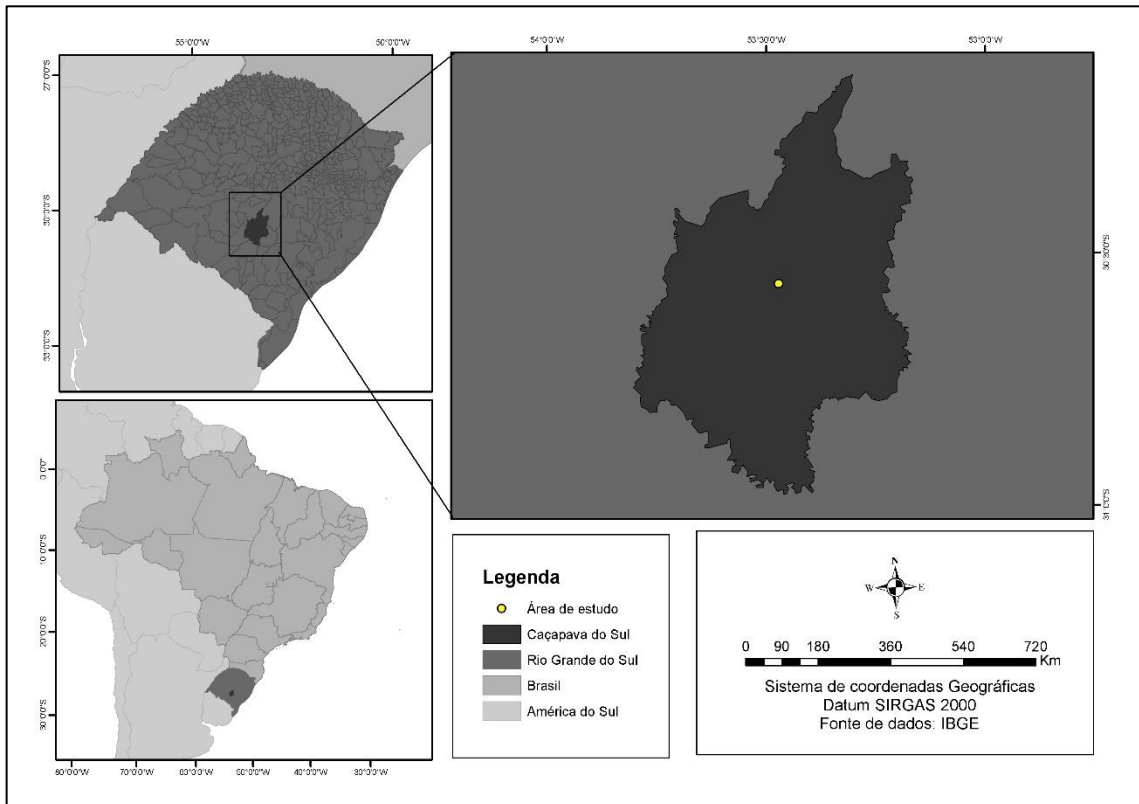 55°0'0"W
50°0'0"W
27°0'0"S
30°0'0"S
33°0'0"S
54°0'0"W
53°30'0"W
53°0'0"W
30°30'0"S
31°0'0"S
0°0'0"
10°0'0"S
20°0'0"S
30°0'0"S
80°0'0"W
70°0'0"W
60°0'0"W
50°0'0"W
40°0'0"W
30°0'0"W
Legenda
Área de estudo
Caçapava do Sul
Rio Grande do Sul
Brasil
América do Sul
N
W E
S
0 90 180 360 540 720
Km
Sistema de coordenadas Geográficas
Datum SIRGAS 2000
Fonte de dados: IBGE